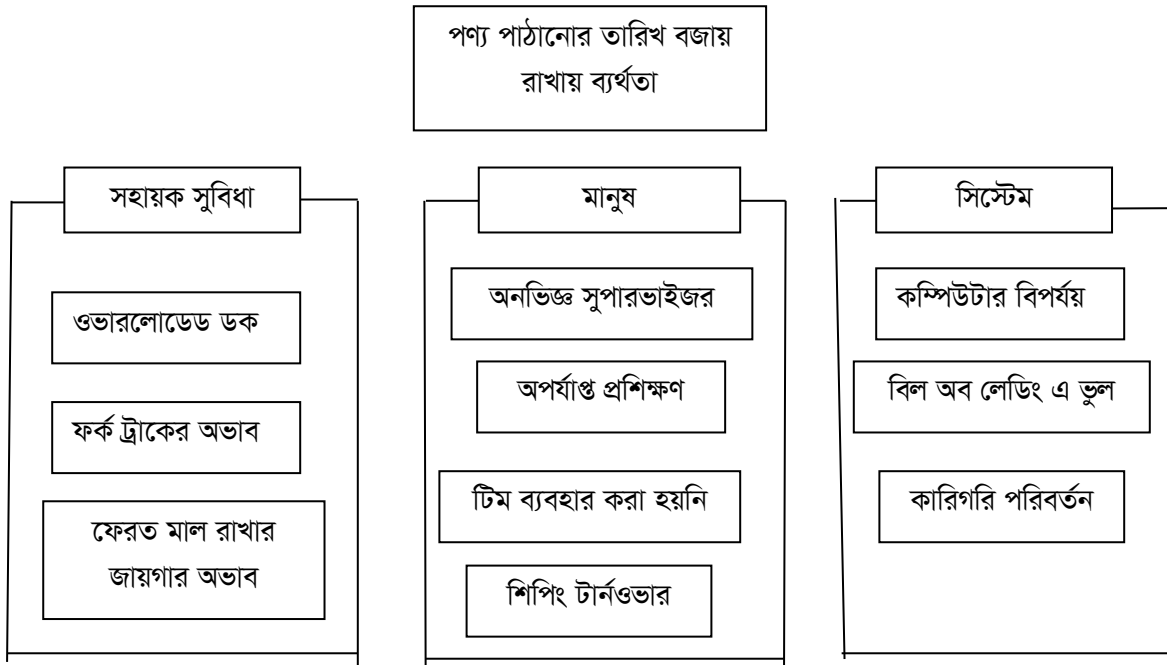 পণ্য পাঠানোর তারিখ বজায়
রাখায় ব্যর্থতা
সহায়ক সুবিধা
ওভারলোডেড ডক
ফর্ক ট্রাকের অভাব
ফেরত মাল রাখার
জায়গার অভাব
মানুষ
অনভিজ্ঞ সুপারভাইজর
অপর্যাপ্ত প্রশিক্ষণ
টিম ব্যবহার করা হয়নি
শিপিং টার্নওভার
সিস্টেম
কম্পিউটার বিপর্যয়
বিল অব লেডিং এ ভুল
কারিগরি পরিবর্তন